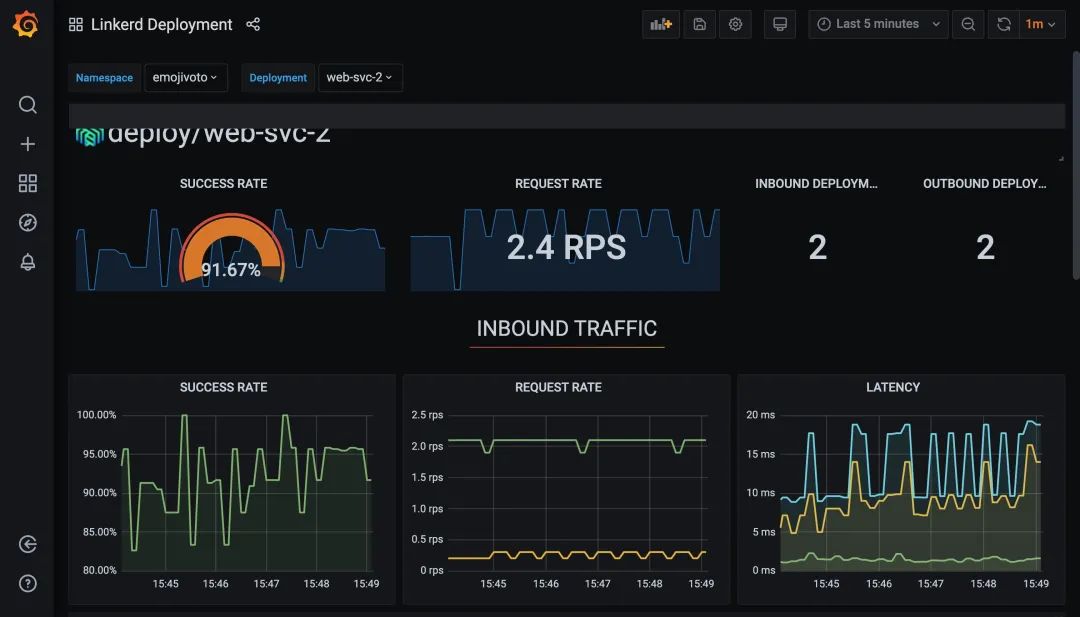 Linkerd Deployment
Last 5 minutes
1m
Namespace
emojivoto
Deployment
web-svc-2
deploy/web-svc-2
SUCCESS RATE
REQUEST RATE
INBOUND DEPLOYM...
OUTBOUND DEPLOY...
91.67%
2.4 RPS
2
2
INBOUND TRAFFIC
SUCCESS RATE
100.00%
95.00%
90.00%
85.00%
80.00%
15:45 15:46 15:47 15:48 15:49
REQUEST RATE
2.5 rps
2.0 rps
1.5 rps
1.0 rps
0.5 rps
0 rps
15:45 15:46 15:47 15:48 15:49
LATENCY
20 ms
15 ms
10 ms
5 ms
0 ms
15:45 15:46 15:47 15:48 15:49